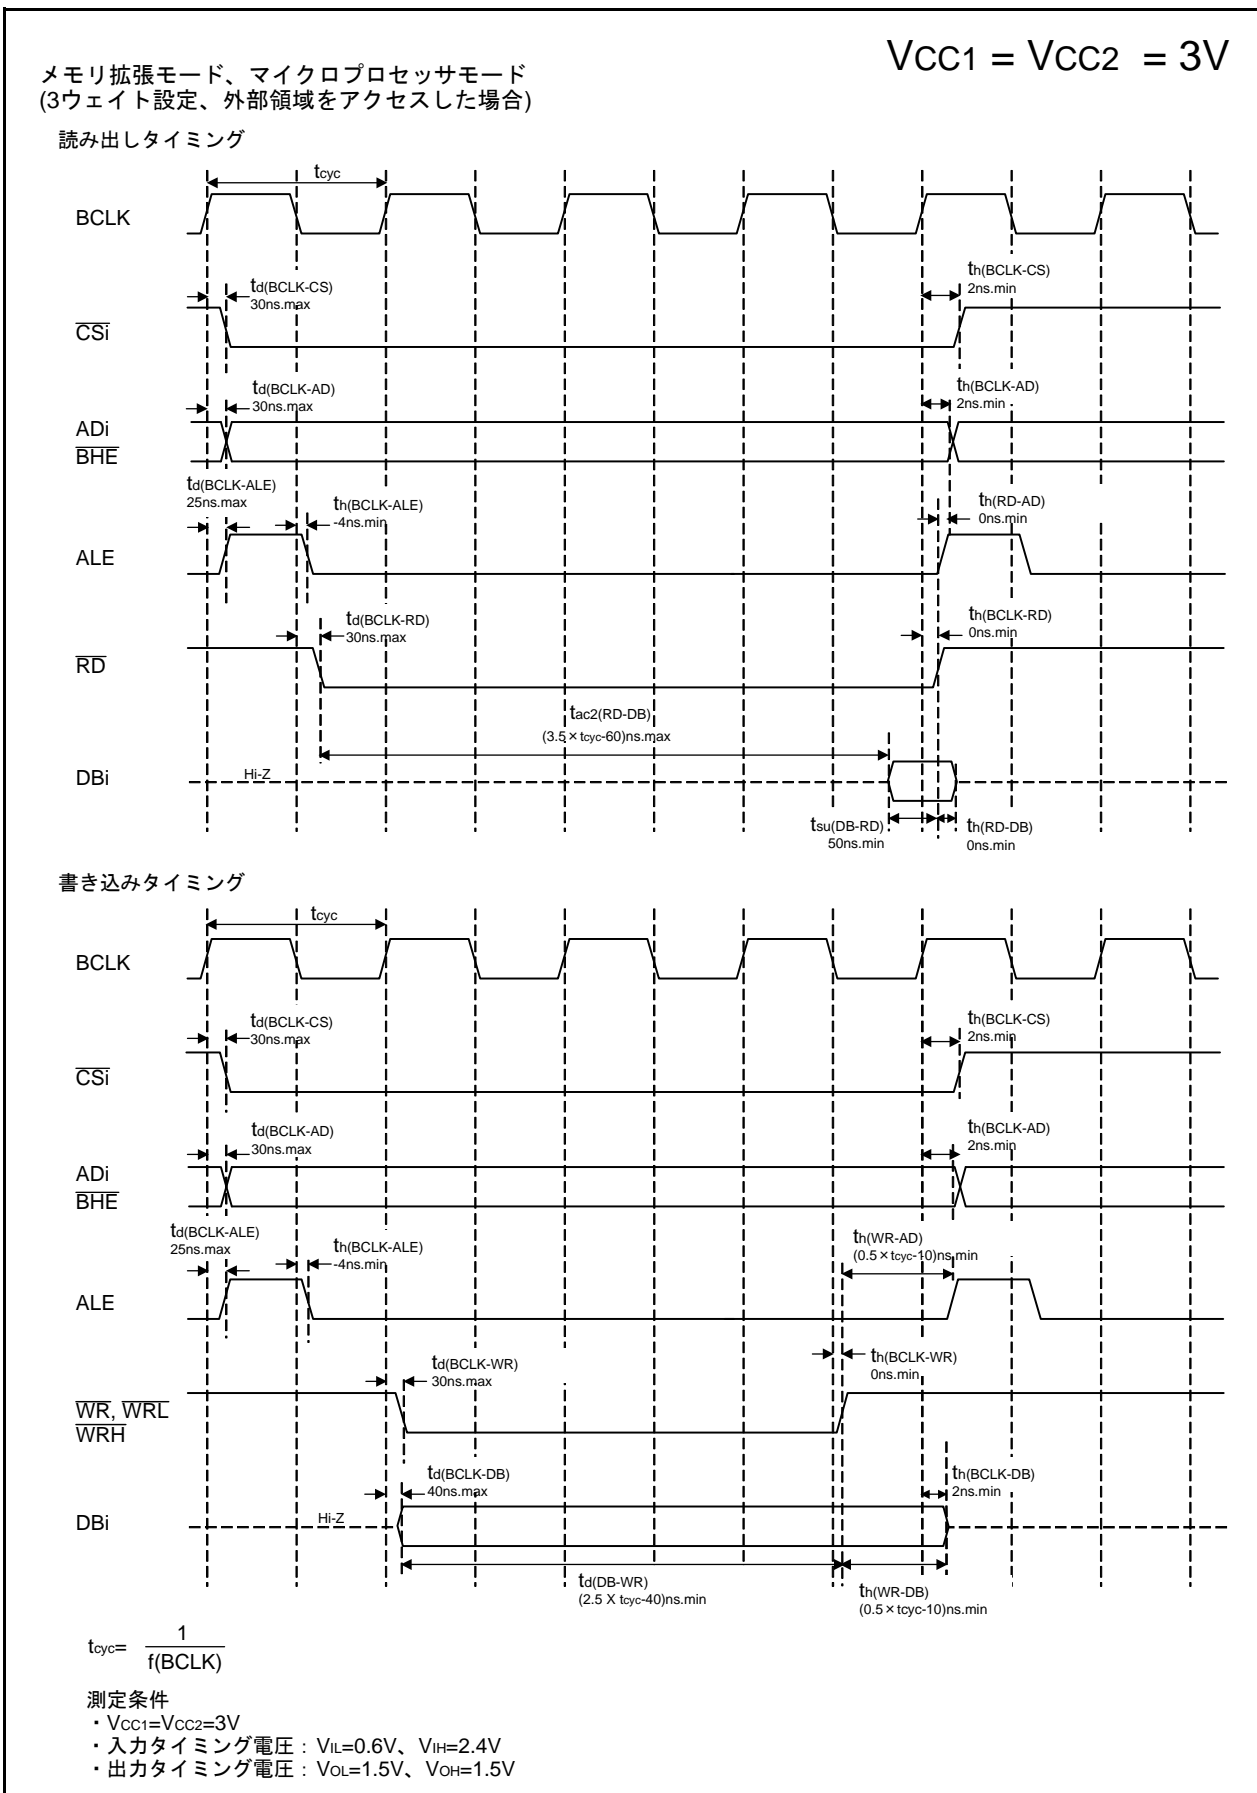 VCC1 = VCC2 = 3V
メモリ拡張モード、マイクロプロセッサモード
(3ウェイト設定、外部領域をアクセスした場合)
読み出しタイミング
tcyc
BCLK
td(BCLK-CS)
30ns.max
th(BCLK-CS)
2ns.min
CSi
td(BCLK-AD)
30ns.max
th(BCLK-AD)
2ns.min
ADi
BHE
td(BCLK-ALE)
25ns.max
th(BCLK-ALE)
-4ns.min
th(RD-AD)
0ns.min
ALE
td(BCLK-RD)
30ns.max
th(BCLK-RD)
0ns.min
RD
tac2(RD-DB)
(3.5×tcyc-60)ns.max
DBi
Hi-Z
tsu(DB-RD)
50ns.min
th(RD-DB)
0ns.min
書き込みタイミング
tcyc
BCLK
td(BCLK-CS)
30ns.max
th(BCLK-CS)
2ns.min
CSi
td(BCLK-AD)
30ns.max
th(BCLK-AD)
2ns.min
ADi
BHE
td(BCLK-ALE)
25ns.max
th(BCLK-ALE)
-4ns.min
th(WR-AD)
(0.5×tcyc-10)ns.min
ALE
td(BCLK-WR)
30ns.max
th(BCLK-WR)
0ns.min
WR, WRL
WRH
td(BCLK-DB)
40ns.max
th(BCLK-DB)
2ns.min
DBi
Hi-Z
td(DB-WR)
(2.5 X tcyc-40)ns.min
th(WR-DB)
(0.5×tcyc-10)ns.min
tcyc= 1
f(BCLK)
測定条件
・VCC1=VCC2=3V
・入力タイミング電圧：VIL=0.6V、VIH=2.4V
・出力タイミング電圧：VOL=1.5V、VOH=1.5V